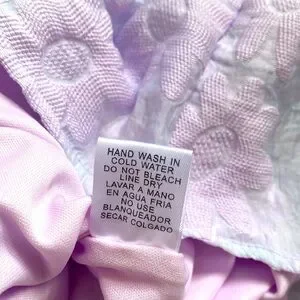 HAND WASH IN
COLD WATER
DO NOT BLEACH
LINE DRY
LAVAR A MANO
EN AGUA FRIA
NO USE
BLANQUEADOR
SECAR COLGADO